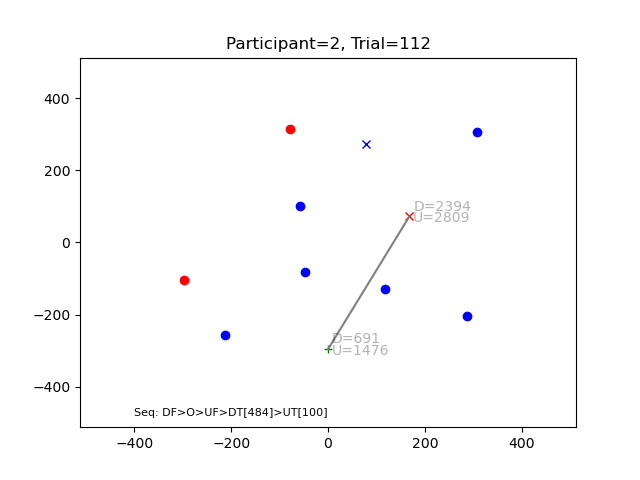 Participant=2, Trial=112
400
200
0
−200
−400
D=2394
U=2809
D=691
U=1476
Seq: DF>O>UF>DT[484]>UT[100]
−400 −200 0 200 400